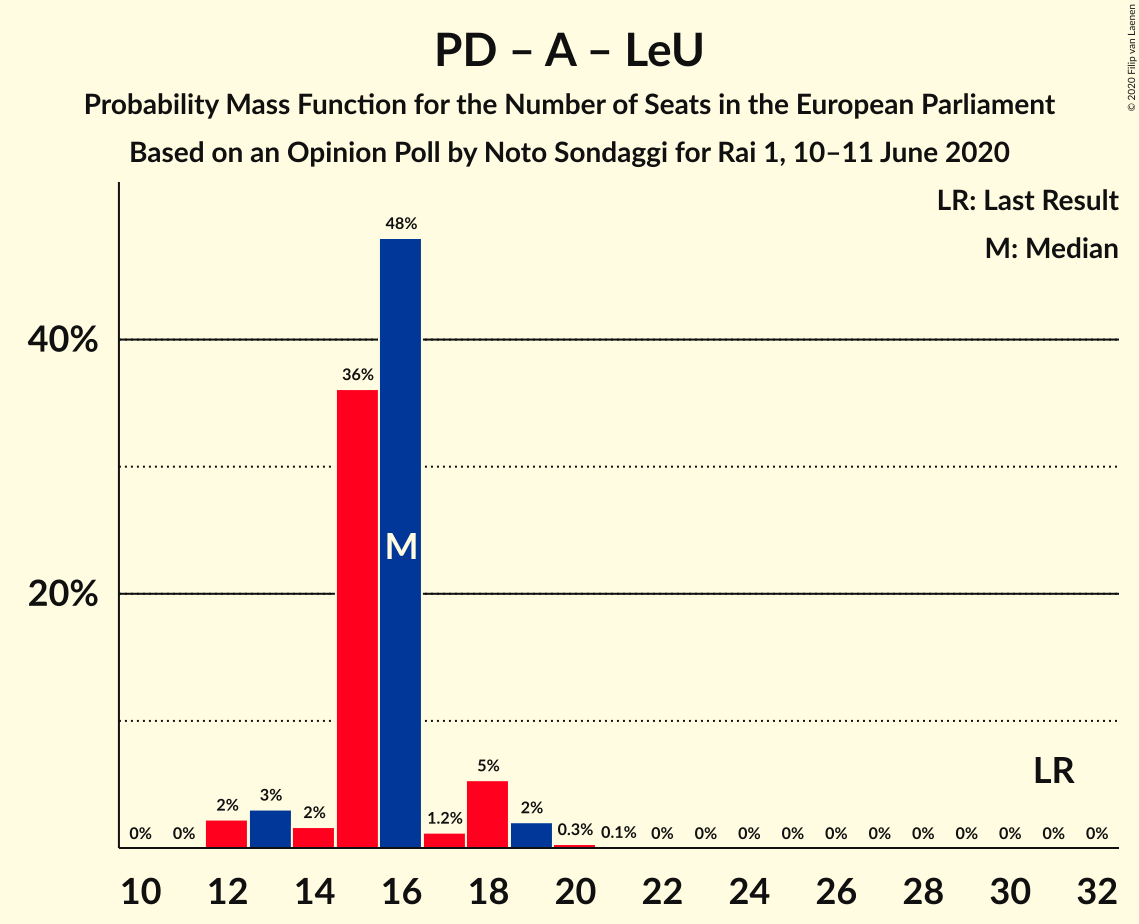 PD – A – LeU
Probability Mass Function for the Number of Seats in the European Parliament
Based on an Opinion Poll by Noto Sondaggi for Rai 1, 10–11 June 2020
© 2020 Filip van Laenen
LR: Last Result
M: Median
40%
20%
0% 0% 2% 3% 2% 36% 48% 1.2% 5% 2% 0.3% 0.1% 0% 0% 0% 0% 0% 0% 0% 0% 0% 0% 0%
M
LR
10 12 14 16 18 20 22 24 26 28 30 32